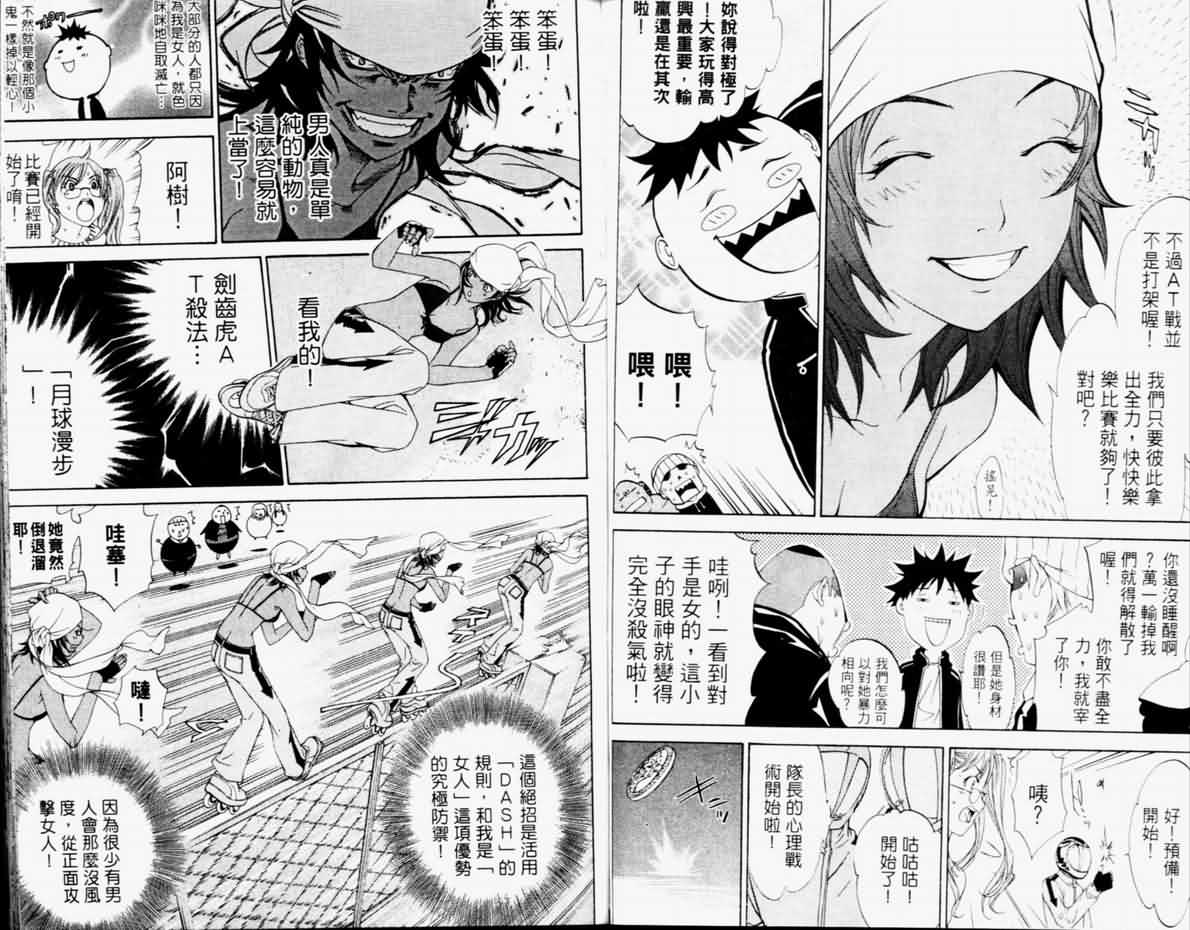 不過AT戰並
不是打架喔！
我們只要彼此拿
出全力，快快樂
樂比賽就夠了！
對吧？
搖晃！
妳說得對極了
！大家玩得高
興最重要，輸
贏還是在其次
啦！
喂！
喂！
你還沒睡醒啊
？萬一輸掉我
們就得解散了
喔！
你敢不盡全
力，我就宰
了你！
但是她身材
很讚耶！
我們怎麼可
以對她暴力
相向呢？
哇咧！一看到對
手是女的，這小
子的眼神就變得
完全沒殺氣啦！
好！預備！
開始！
咦？
咕咕咕！
開始了！
隊長的心理戰
術開始啦！
笨蛋！
笨蛋！
笨蛋！
男人真是單
純的動物，
這麼容易就
上當了！
大部分的人都只因
為我是女人，就色
咪咪地自取滅亡…
不然就是像那個小
鬼一樣掉以輕心！
阿樹！
比賽已經開
始了唷！
看我的！
劍齒虎A
T殺法…
「月球漫步
」！
哇塞！
她竟然
倒退溜
耶！
噠！
這個絕招是活用
「DASH」的
規則，和我是「
女人」這項優勢
的究極防禦！
因為很少有男
人會那麼沒風
度，從正面攻
擊女人！